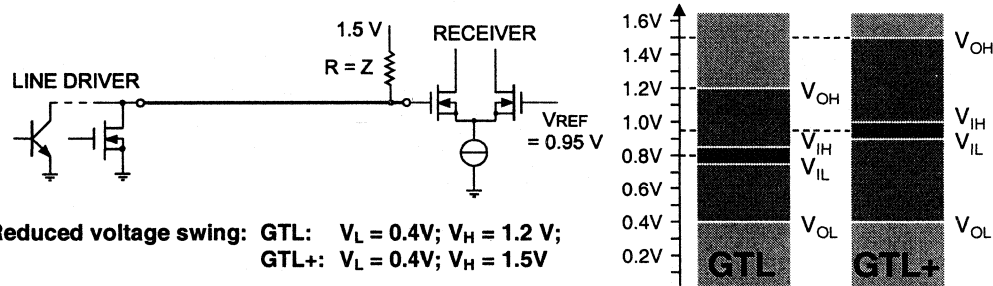 1.5 V
R = Z
RECEIVER
LINE DRIVER
VREF
= 0.95 V
Reduced voltage swing: GTL: VL = 0.4V; VH = 1.2 V;
GTL+: VL = 0.4V; VH = 1.5V
1.6V
1.4V
1.2V
1.0V
0.8V
0.6V
0.4V
0.2V
VOH
VIH
VIL
VOL
GTL
VOH
VIH
VIL
VOL
GTL+